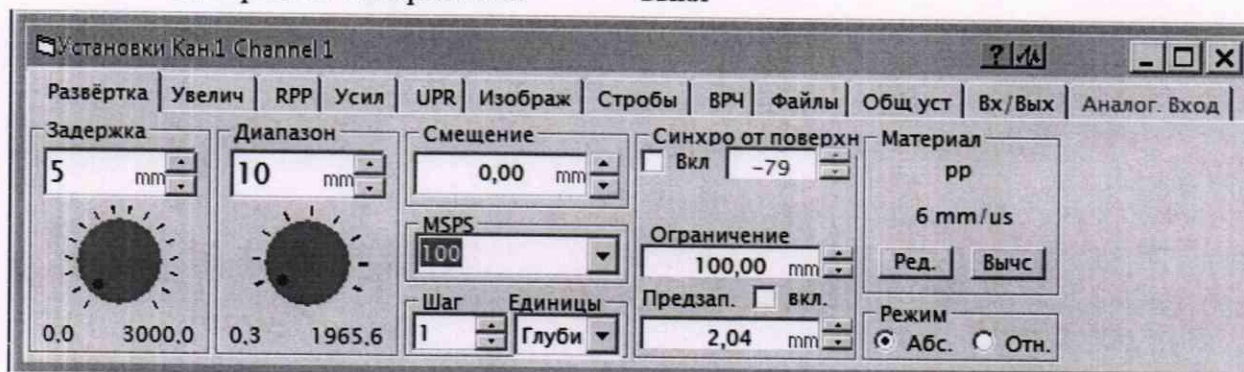 Установки Кан.1 Channel 1
Развёртка Увелич RPP Усил UPR Изображ Стробы ВРЧ Файлы Общ уст Вх/Вых Аналог. Вход
Задержка Диапазон Смещение Синхро от поверхн Материал
5 mm 10 mm 0,00 mm Вкл -79 pp
MSPS 6 mm/us
100 Ограничение
100,00 mm Ред. Вычс
Шаг Единицы Предзап. вкл. Режим
0,0 3000,0 0,3 1965,6 1 Глуби 2,04 mm Абс. Отн.